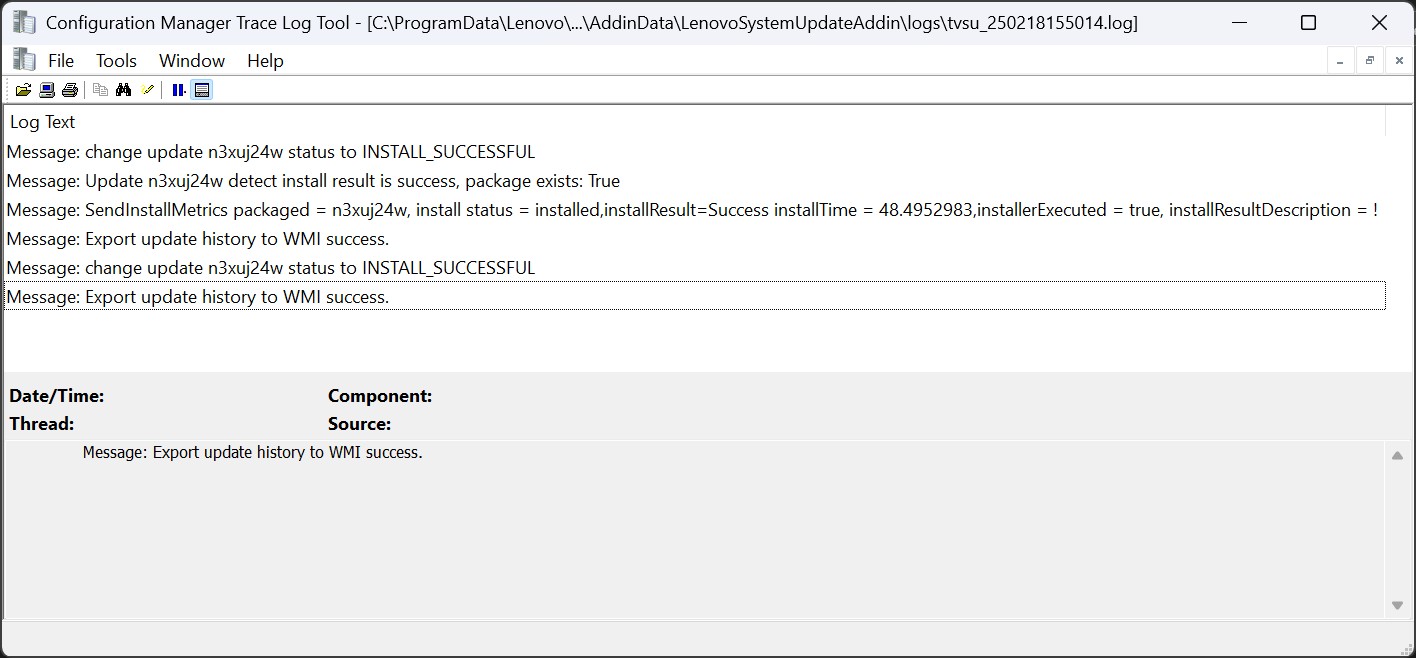 Configuration Manager Trace Log Tool - [C:\ProgramData\Lenovo\...\AddinData\LenovoSystemUpdateAddin\logs\tvsu_250218155014.log]
File Tools Window Help
Log Text
Message: change update n3xuj24w status to INSTALL_SUCCESSFUL
Message: Update n3xuj24w detect install result is success, package exists: True
Message: SendInstallMetrics packaged = n3xuj24w, install status = installed,installResult=Success installTime = 48.4952983,installerExecuted = true, installResultDescription = !
Message: Export update history to WMI success.
Message: change update n3xuj24w status to INSTALL_SUCCESSFUL
Message: Export update history to WMI success.
Date/Time: Component:
Thread: Source:
Message: Export update history to WMI success.